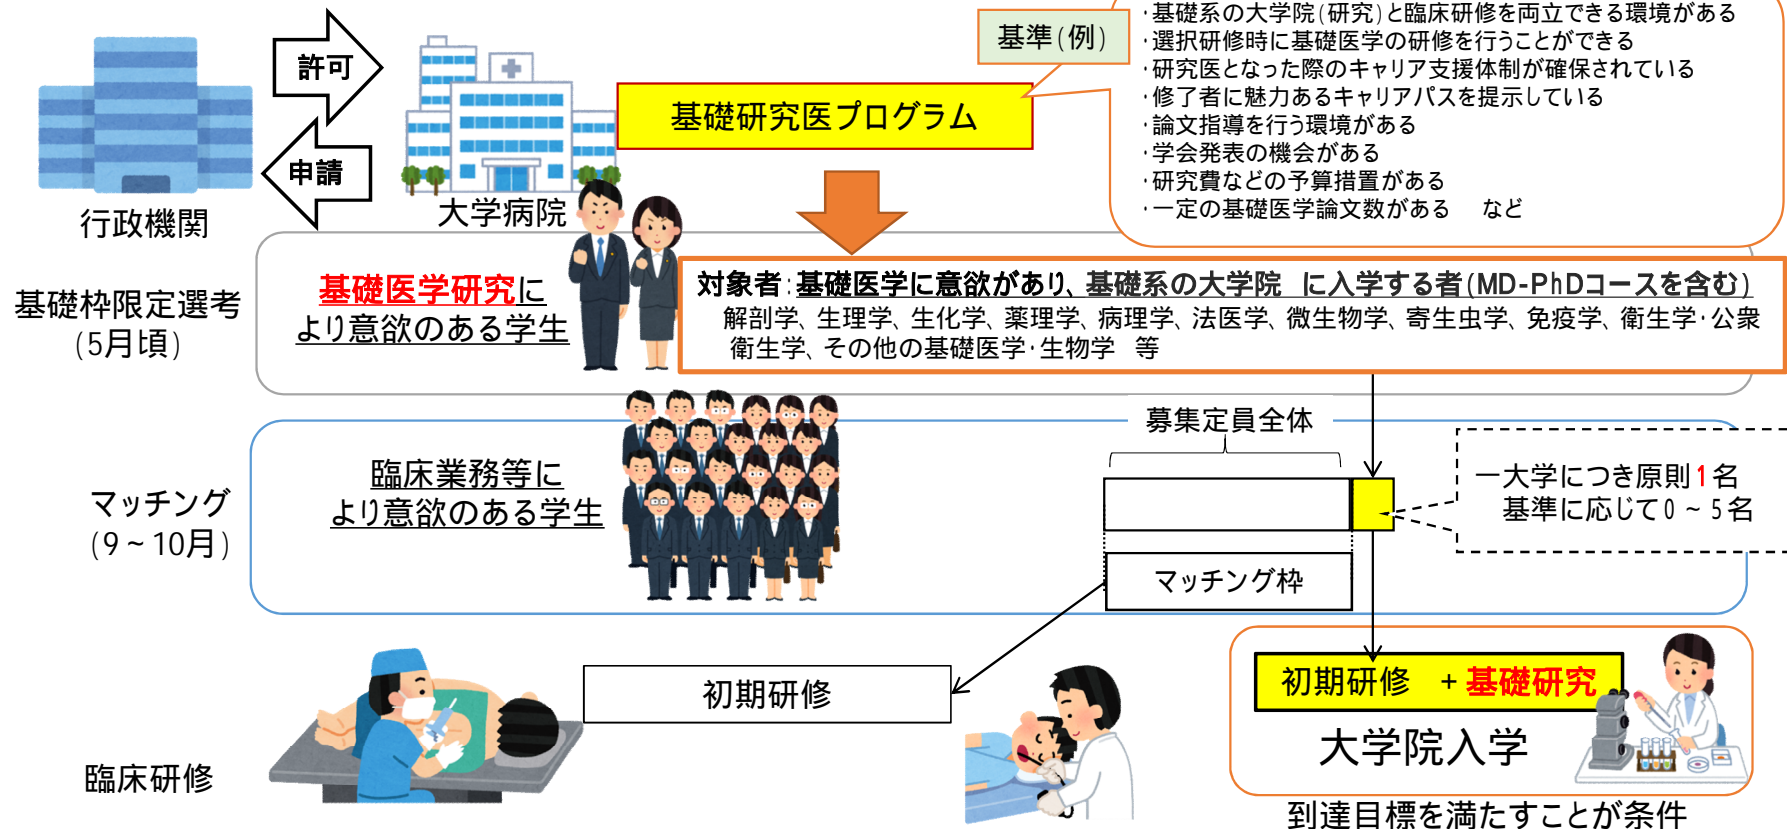 ・基礎系の大学院(研究)と臨床研修を両立できる環境がある
・選択研修時に基礎医学の研修を行うことができる
・研究医となった際のキャリア支援体制が確保されている
・修了者に魅力あるキャリアパスを提示している
・論文指導を行う環境がある
・学会発表の機会がある
・研究費などの予算措置がある
・一定の基礎医学論文数がある　など
基準(例)
許可
申請
基礎研究医プログラム
行政機関
大学病院
基礎枠限定選考
(5月頃)
基礎医学研究に
より意欲のある学生
対象者:基礎医学に意欲があり、基礎系の大学院　に入学する者(MD-PhDコースを含む)
解剖学、生理学、生化学、薬理学、病理学、法医学、微生物学、寄生虫学、免疫学、衛生学・公衆
衛生学、その他の基礎医学・生物学　等
マッチング
(9～10月)
臨床業務等に
より意欲のある学生
募集定員全体
マッチング枠
一大学につき原則1名
基準に応じて0～5名
臨床研修
初期研修
初期研修　+基礎研究
大学院入学
到達目標を満たすことが条件